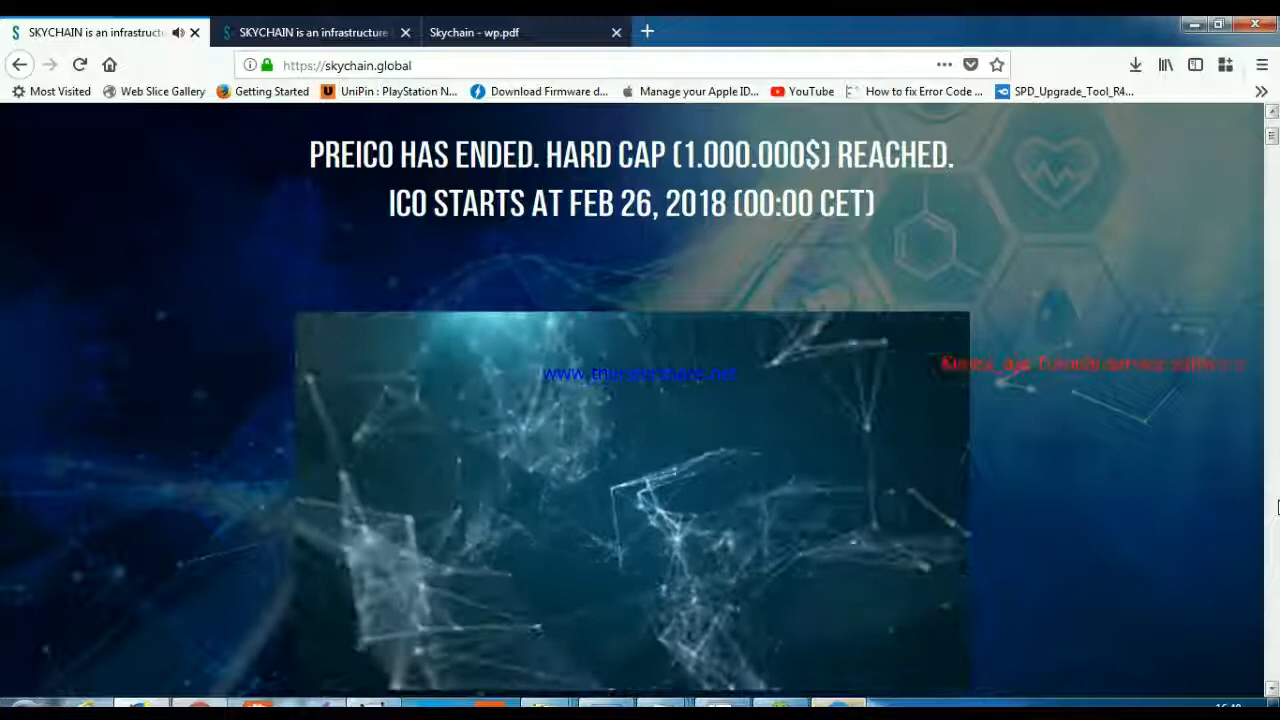 SKYCHAIN is an infrastructu
SKYCHAIN is an infrastructure
Skychain - wp.pdf
https://skychain.global
Most Visited
Web Slice Gallery
Getting Started
UniPin : PlayStation N...
Download Firmware d...
Manage your Apple ID...
YouTube
How to fix Error Code ...
SPD_Upgrade_Tool_R4...
PREICO HAS ENDED. HARD CAP (1.000.000$) REACHED.
ICO STARTS AT FEB 26, 2018 (00:00 CET)